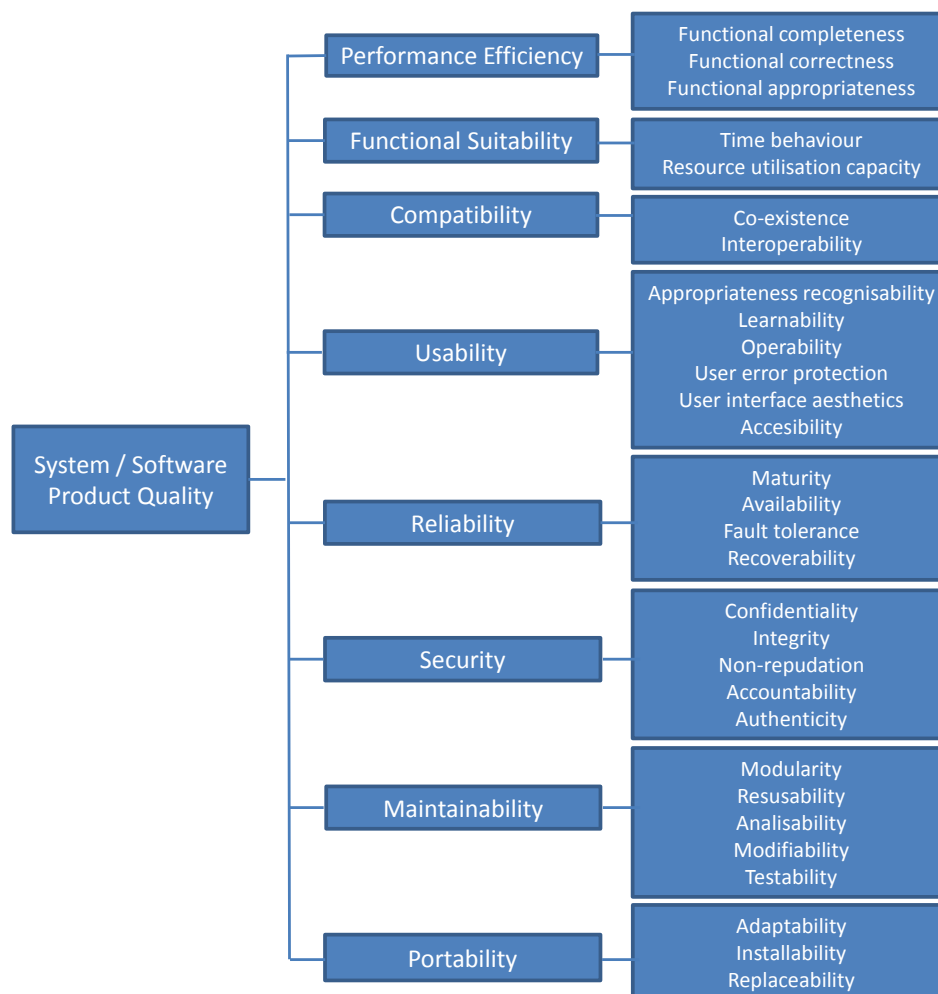 Performance Efficiency
Functional completeness
Functional correctness
Functional appropriateness
Functional Suitability
Time behaviour
Resource utilisation capacity
Compatibility
Co-existence
Interoperability
Usability
Appropriateness recognisability
Learnability
Operability
User error protection
User interface aesthetics
Accesibility
System / Software
Product Quality
Reliability
Maturity
Availability
Fault tolerance
Recoverability
Security
Confidentiality
Integrity
Non-repudation
Accountability
Authenticity
Maintainability
Modularity
Resusability
Analisability
Modifiability
Testability
Portability
Adaptability
Installability
Replaceability